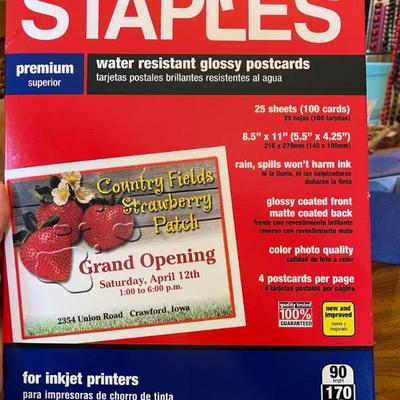 STAPLES
premium
superior
water resistant glossy postcards
tarjetas postales brillantes resistentes al agua
25 sheets (100 cards)
25 hojas (100 tarjetas)
8.5" x 11" (5.5" x 4.25")
216 x 279mm (140 x 108mm)
rain, spills won't harm ink
ni la lluvia, ni las salpicaduras
dañarán la tinta
glossy coated front
matte coated back
frente con revestimiento brillante
reverso con revestimiento mate
color photo quality
calidad de foto a color
4 postcards per page
4 tarjetas postales por página
Country Fields
Strawberry
Patch
Grand Opening
Saturday, April 12th
1:00 to 6:00 p.m.
2354 Union Road Crawford, Iowa
quality tested
100%
GUARANTEED
new and
improved
nuevo y
mejorado
for inkjet printers
para impresoras de chorro de tinta
90
bright
170